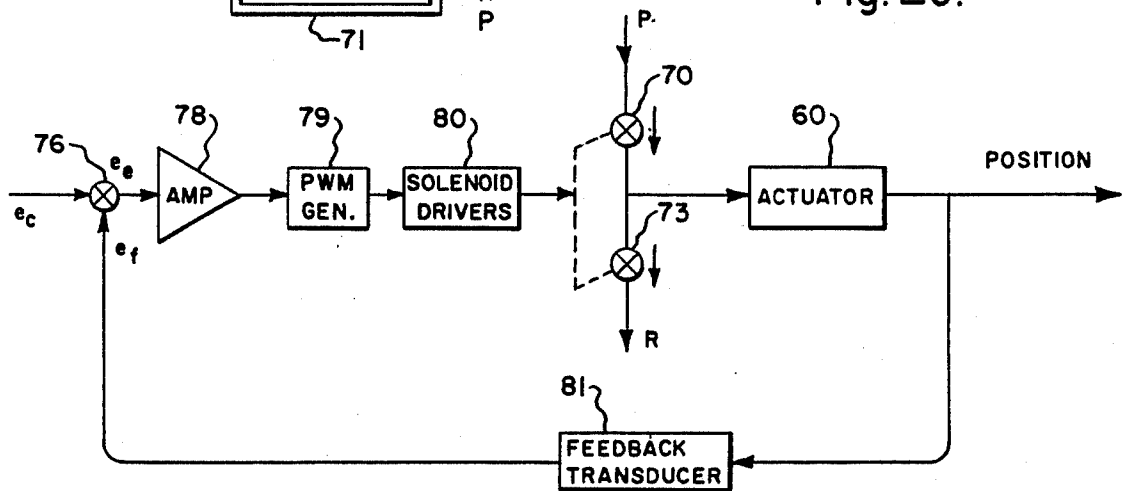 71
P
P.
70
78
79
80
60
76
e_e
AMP
PWM
GEN.
SOLENOID
DRIVERS
ACTUATOR
POSITION
e_c
e_f
73
R
81
FEEDBACK
TRANSDUCER